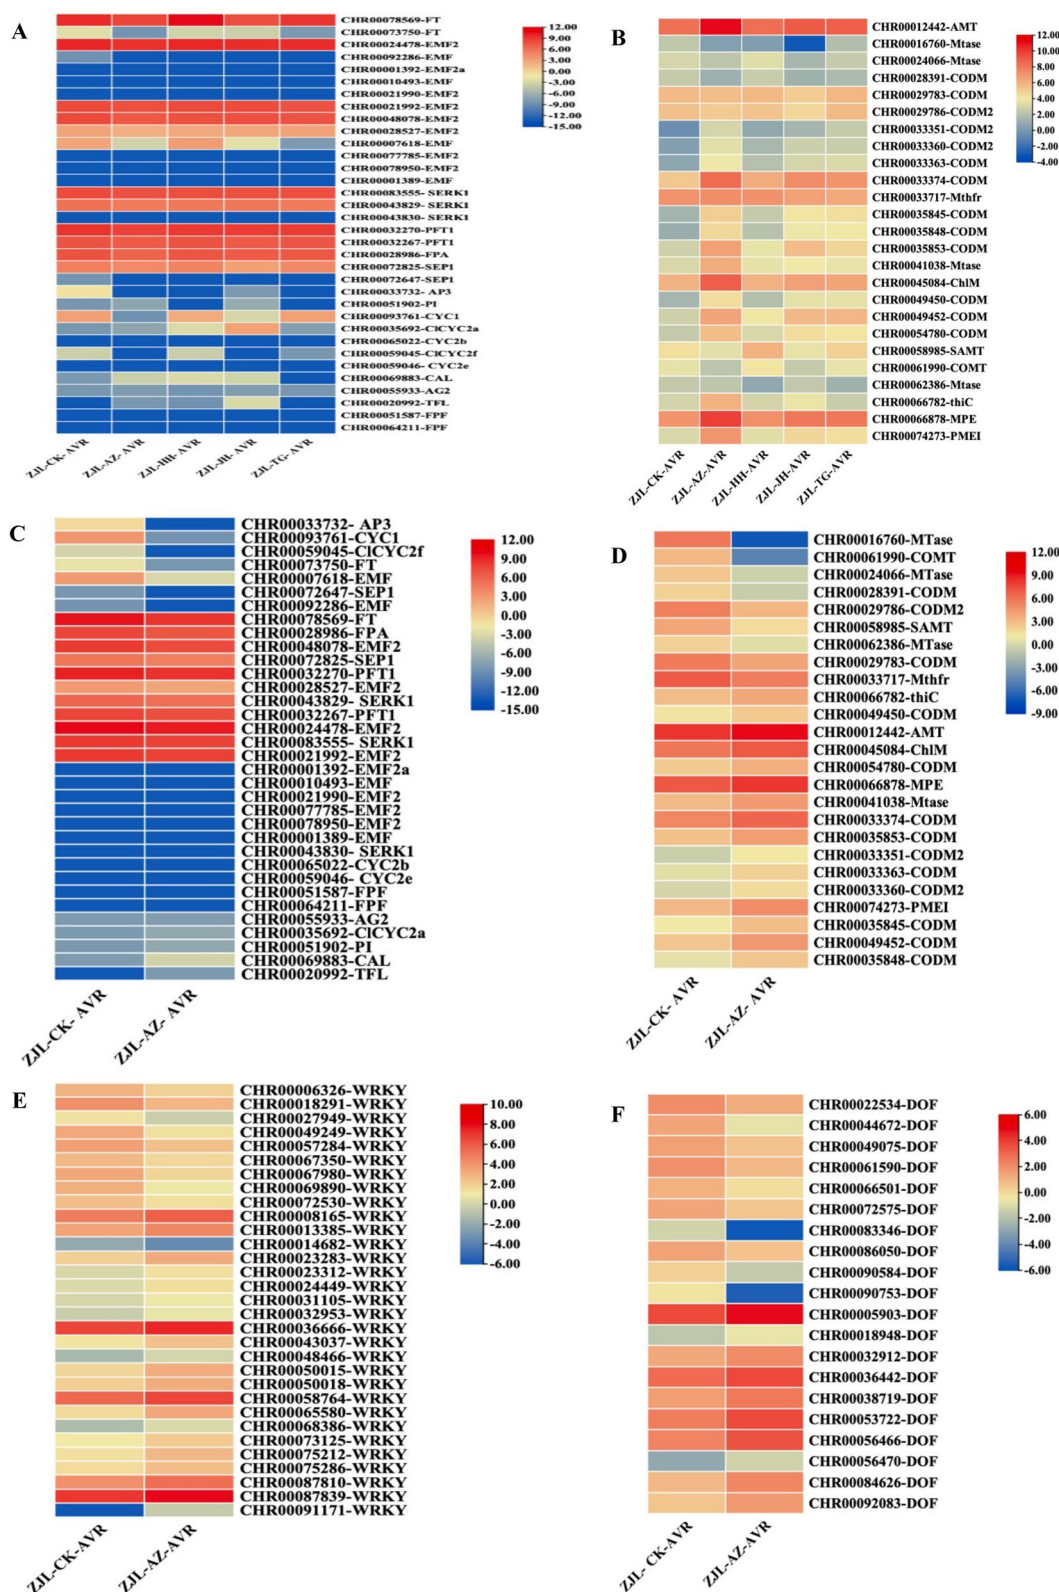 A
CHR00078569-FT
CHR00073750-FT
CHR00024478-EMF2
CHR00092286-EMF
CHR00001392-EMF2a
CHR00010493-EMF
CHR00021990-EMF2
CHR00021992-EMF2
CHR00048078-EMF2
CHR00028527-EMF2
CHR00007618-EMF
CHR00077785-EMF2
CHR00078950-EMF2
CHR00001389-EMF
CHR00083555- SERK1
CHR00043829- SERK1
CHR00043830- SERK1
CHR00032270-PFT1
CHR00032267-PFT1
CHR00028986-FPA
CHR00072825-SEP1
CHR00072647-SEP1
CHR00033732- AP3
CHR00051902-PI
CHR00093761-CYC1
CHR00035692-ClCYC2a
CHR00065022-CYC2b
CHR00059045-ClCYC2f
CHR00059046- CYC2e
CHR00069883-CAL
CHR00055933-AG2
CHR00020992-TFL
CHR00051587-FPF
CHR00064211-FPF
ZJL-CK- AVR
ZJL-AZ- AVR
ZJL-HH- AVR
ZJL-JH- AVR
ZJL-TG- AVR
12.00
9.00
6.00
3.00
0.00
-3.00
-6.00
-9.00
-12.00
-15.00
B
CHR00012442-AMT
CHR00016760-Mtase
CHR00024066-Mtase
CHR00028391-CODM
CHR00029783-CODM
CHR00029786-CODM2
CHR00033351-CODM2
CHR00033360-CODM2
CHR00033363-CODM
CHR00033374-CODM
CHR00033717-Mthfr
CHR00035845-CODM
CHR00035848-CODM
CHR00035853-CODM
CHR00041038-Mtase
CHR00045084-ChlM
CHR00049450-CODM
CHR00049452-CODM
CHR00054780-CODM
CHR00058985-SAMT
CHR00061990-COMT
CHR00062386-Mtase
CHR00066782-thiC
CHR00066878-MPE
CHR00074273-PMEI
ZJL-CK-AVR
ZJL-AZ-AVR
ZJL-HH-AVR
ZJL-JH-AVR
ZJL-TG-AVR
12.00
10.00
8.00
6.00
4.00
2.00
0.00
-2.00
-4.00
C
CHR00033732- AP3
CHR00093761-CYC1
CHR00059045-ClCYC2f
CHR00073750-FT
CHR00007618-EMF
CHR00072647-SEP1
CHR00092286-EMF
CHR00078569-FT
CHR00028986-FPA
CHR00048078-EMF2
CHR00072825-SEP1
CHR00032270-PFT1
CHR00028527-EMF2
CHR00043829- SERK1
CHR00032267-PFT1
CHR00024478-EMF2
CHR00083555- SERK1
CHR00021992-EMF2
CHR00001392-EMF2a
CHR00010493-EMF
CHR00021990-EMF2
CHR00077785-EMF2
CHR00078950-EMF2
CHR00001389-EMF
CHR00043830- SERK1
CHR00065022-CYC2b
CHR00059046- CYC2e
CHR00051587-FPF
CHR00064211-FPF
CHR00055933-AG2
CHR00035692-ClCYC2a
CHR00051902-PI
CHR00069883-CAL
CHR00020992-TFL
ZJL-CK- AVR
ZJL-AZ- AVR
12.00
9.00
6.00
3.00
0.00
-3.00
-6.00
-9.00
-12.00
-15.00
D
CHR00016760-MTase
CHR00061990-COMT
CHR00024066-MTase
CHR00028391-CODM
CHR00029786-CODM2
CHR00058985-SAMT
CHR00062386-MTase
CHR00029783-CODM
CHR00033717-Mthfr
CHR00066782-thiC
CHR00049450-CODM
CHR00012442-AMT
CHR00045084-ChlM
CHR00054780-CODM
CHR00066878-MPE
CHR00041038-Mtase
CHR00033374-CODM
CHR00035853-CODM
CHR00033351-CODM2
CHR00033363-CODM
CHR00033360-CODM2
CHR00074273-PMEI
CHR00035845-CODM
CHR00049452-CODM
CHR00035848-CODM
ZJL-CK- AVR
ZJL-AZ- AVR
12.00
9.00
6.00
3.00
0.00
-3.00
-6.00
-9.00
E
CHR00006326-WRKY
CHR00018291-WRKY
CHR00027949-WRKY
CHR00049249-WRKY
CHR00057284-WRKY
CHR00067350-WRKY
CHR00067980-WRKY
CHR00069890-WRKY
CHR00072530-WRKY
CHR00008165-WRKY
CHR00013385-WRKY
CHR00014682-WRKY
CHR00023283-WRKY
CHR00023312-WRKY
CHR00024449-WRKY
CHR00031105-WRKY
CHR00032953-WRKY
CHR00036666-WRKY
CHR00043037-WRKY
CHR00048466-WRKY
CHR00050015-WRKY
CHR00050018-WRKY
CHR00058764-WRKY
CHR00065580-WRKY
CHR00068386-WRKY
CHR00073125-WRKY
CHR00075212-WRKY
CHR00075286-WRKY
CHR00087810-WRKY
CHR00087839-WRKY
CHR00091171-WRKY
ZJL-CK-AVR
ZJL-AZ-AVR
10.00
8.00
6.00
4.00
2.00
0.00
-2.00
-4.00
-6.00
F
CHR00022534-DOF
CHR00044672-DOF
CHR00049075-DOF
CHR00061590-DOF
CHR00066501-DOF
CHR00072575-DOF
CHR00083346-DOF
CHR00086050-DOF
CHR00090584-DOF
CHR00090753-DOF
CHR00005903-DOF
CHR00018948-DOF
CHR00032912-DOF
CHR00036442-DOF
CHR00038719-DOF
CHR00053722-DOF
CHR00056466-DOF
CHR00056470-DOF
CHR00084626-DOF
CHR00092083-DOF
ZJL- CK-AVR
ZJL-AZ-AVR
6.00
4.00
2.00
0.00
-2.00
-4.00
-6.00